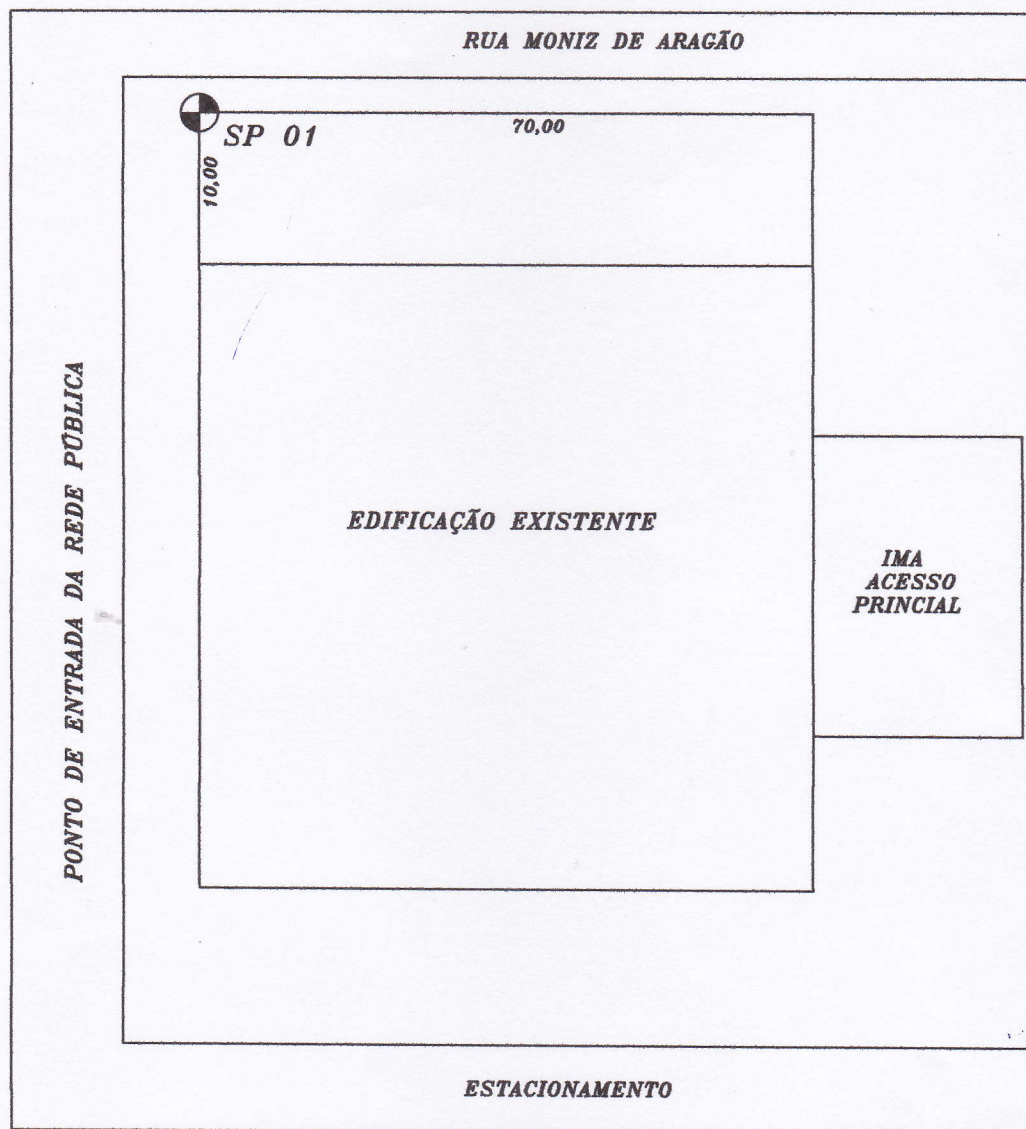 RUA MONIZ DE ARAGÃO
SP 01
70,00
10,00
PONTO DE ENTRADA DA REDE PÚBLICA
EDIFICAÇÃO EXISTENTE
IMA
ACESSO
PRINCIAL
ESTACIONAMENTO